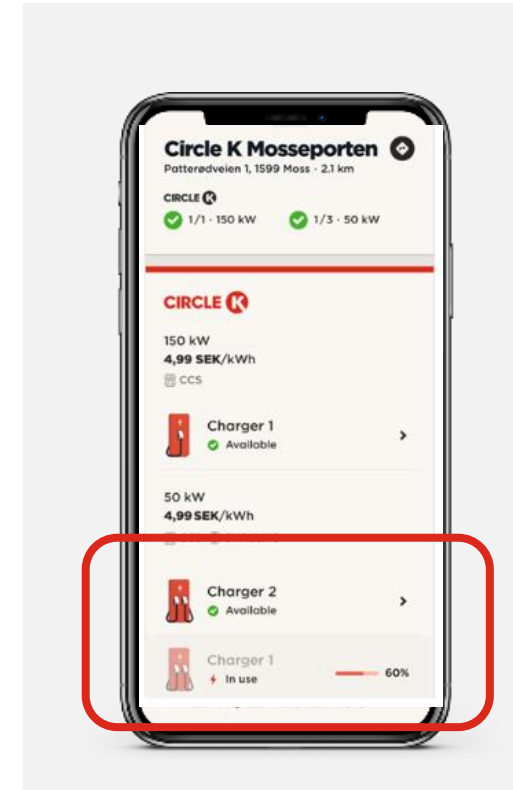 Circle K Mosseporten
Patterødveien 1, 1599 Moss · 2.1 km
CIRCLE K
1/1 · 150 kW 1/3 · 50 kW
CIRCLE K
150 kW
4,99 SEK/kWh
CCS
Charger 1
Available
50 kW
4,99 SEK/kWh
Charger 2
Available
Charger 1
In use 60%